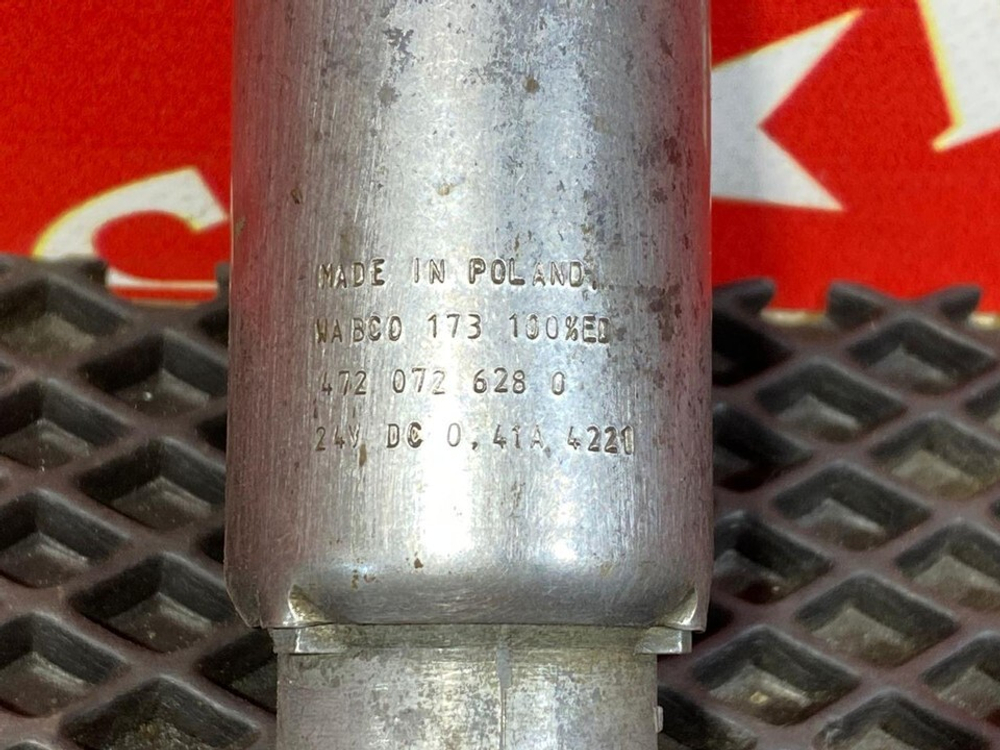 MADE IN POLAND
WABCO 173 100%ED
472 072 628 0
24V DC 0,41A 4221